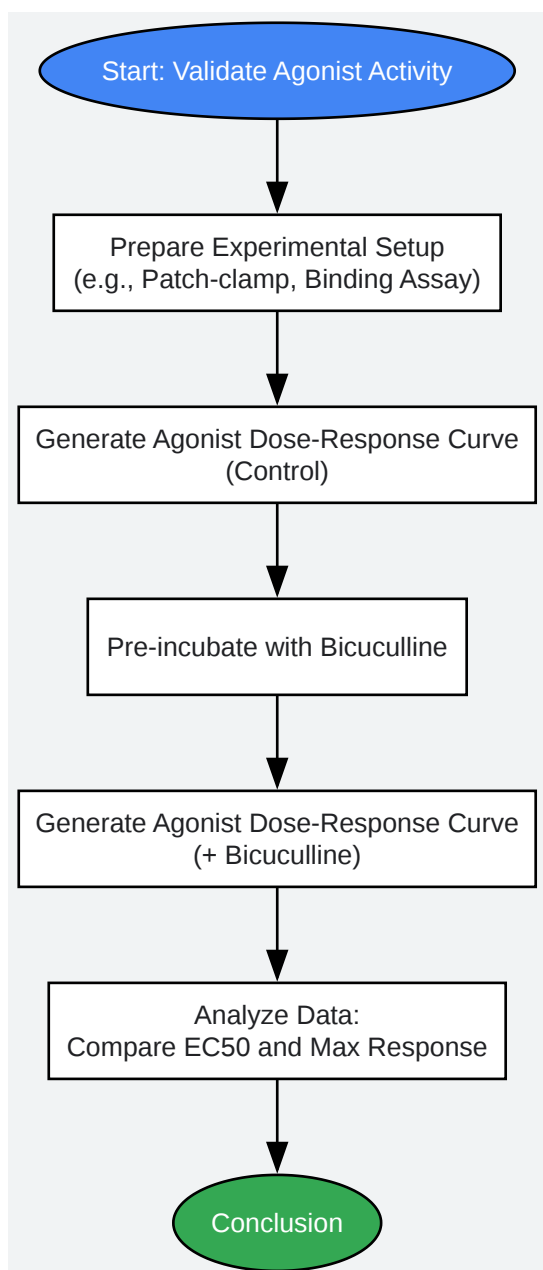 Start: Validate Agonist Activity
Prepare Experimental Setup
(e.g., Patch-clamp, Binding Assay)
Generate Agonist Dose-Response Curve
(Control)
Pre-incubate with Bicuculline
Generate Agonist Dose-Response Curve
(+ Bicuculline)
Analyze Data:
Compare EC50 and Max Response
Conclusion